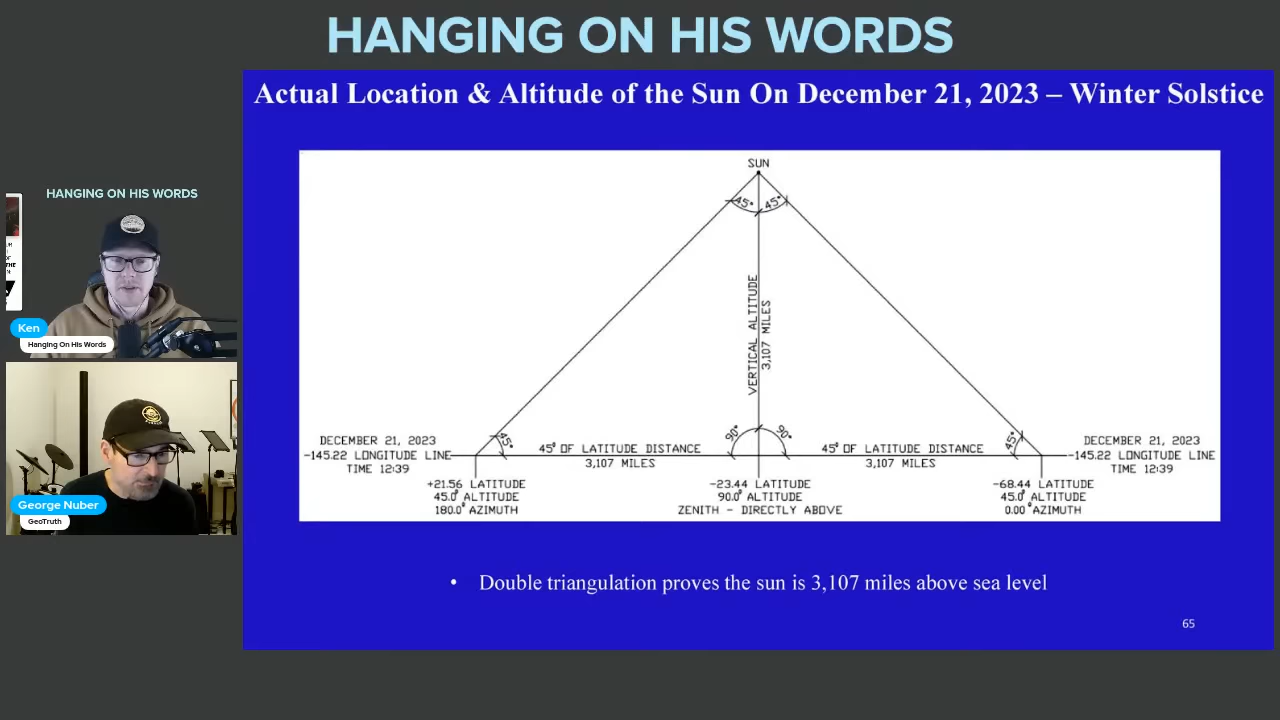 HANGING ON HIS WORDS
Actual Location & Altitude of the Sun On December 21, 2023 – Winter Solstice
HANGING ON HIS WORDS
Ken
Hanging On His Words
George Nuber
GeoTruth
SUN
45° 45°
VERTICAL ALTITUDE
3,107 MILES
90° 90°
45°
45°
DECEMBER 21, 2023
-145.22 LONGITUDE LINE
TIME 12:39
45° OF LATITUDE DISTANCE
3,107 MILES
45° OF LATITUDE DISTANCE
3,107 MILES
DECEMBER 21, 2023
-145.22 LONGITUDE LINE
TIME 12:39
+21.56 LATITUDE
45.0° ALTITUDE
180.0° AZIMUTH
-23.44 LATITUDE
90.0° ALTITUDE
ZENITH - DIRECTLY ABOVE
-68.44 LATITUDE
45.0° ALTITUDE
0.00° AZIMUTH
• Double triangulation proves the sun is 3,107 miles above sea level
65